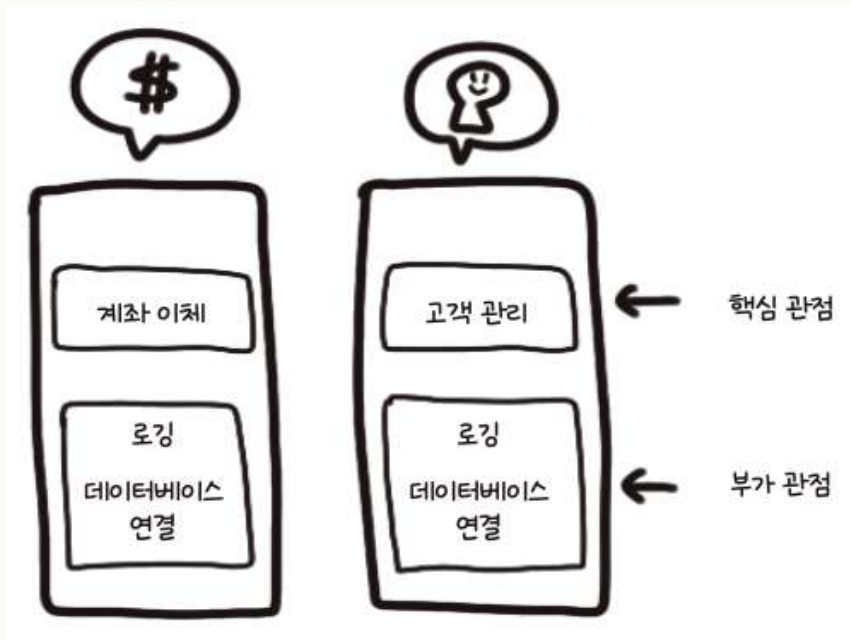 $
계좌 이체
로깅
데이터베이스
연결
고객 관리
로깅
데이터베이스
연결
핵심 관점
부가 관점